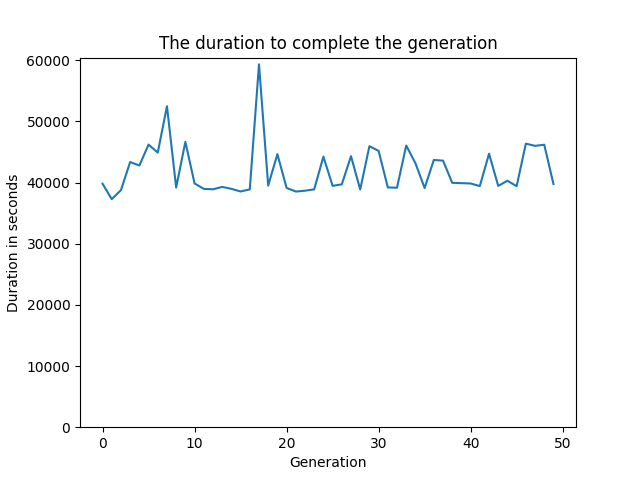 The duration to complete the generation
60000
50000
40000
30000
20000
10000
0
Duration in seconds
0 10 20 30 40 50
Generation